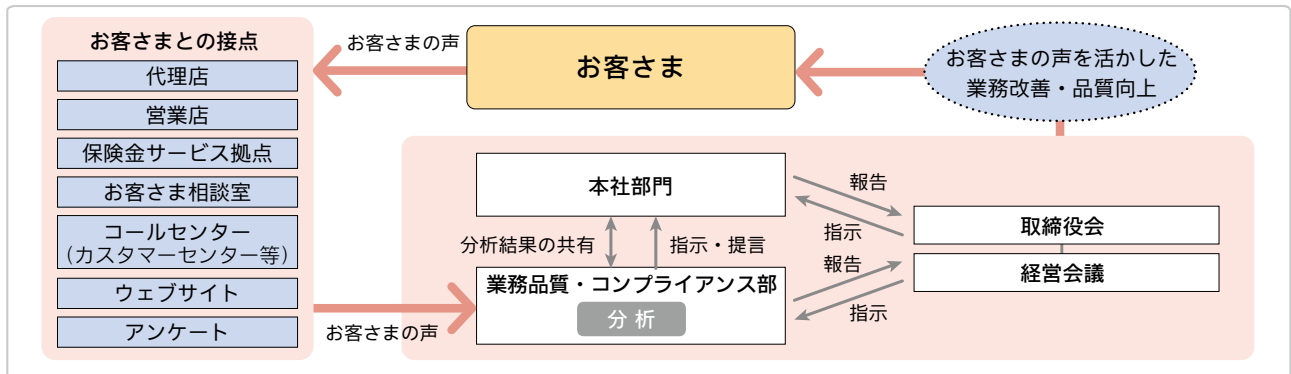 お客さまとの接点
代理店
営業店
保険金サービス拠点
お客さま相談室
コールセンター
(カスタマーセンター等)
ウェブサイト
アンケート
お客さまの声
お客さま
お客さまの声を活かした
業務改善・品質向上
本社部門
報告
指示
取締役会
分析結果の共有
指示・提言
報告
経営会議
業務品質・コンプライアンス部
分析
指示
お客さまの声